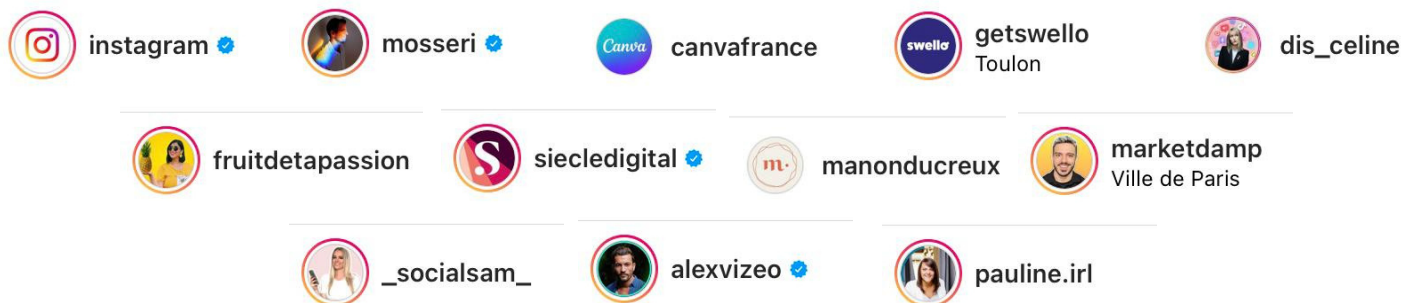 instagram
mosseri
Canva
canvafrance
swello
getswello
Toulon
dis_celine
fruitdetapassion
S
siecledigital
m.
manonducreux
marketdamp
Ville de Paris
_socialsam_
alexvizeo
pauline.irl